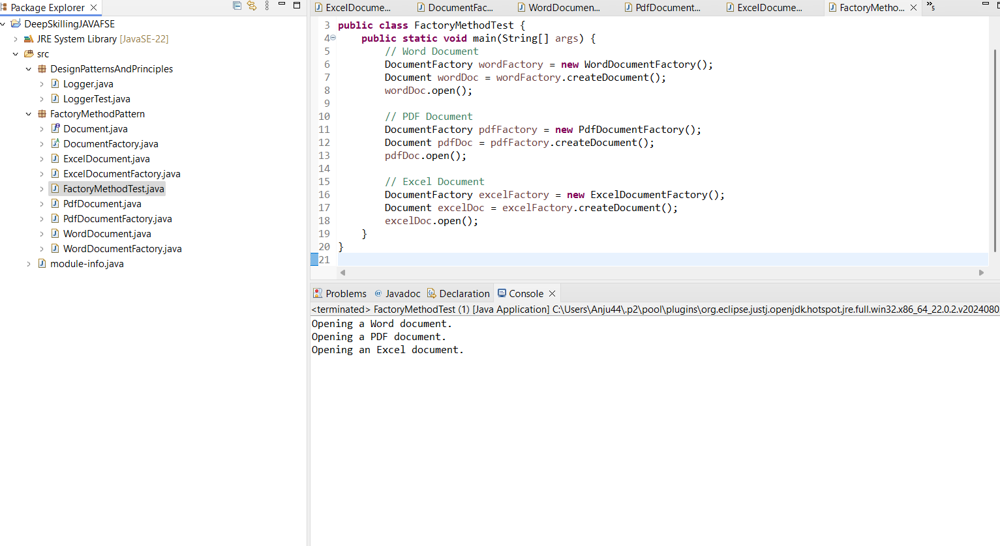 Package Explorer
DeepSkillingJAVAFSE
JRE System Library [JavaSE-22]
src
DesignPatternsAndPrinciples
Logger.java
LoggerTest.java
FactoryMethodPattern
Document.java
DocumentFactory.java
ExcelDocument.java
ExcelDocumentFactory.java
FactoryMethodTest.java
PdfDocument.java
PdfDocumentFactory.java
WordDocument.java
WordDocumentFactory.java
module-info.java
ExcelDocume... DocumentFac... WordDocumen... PdfDocument... ExcelDocume... FactoryMetho... »5
3 public class FactoryMethodTest {
4 public static void main(String[] args) {
5 // Word Document
6 DocumentFactory wordFactory = new WordDocumentFactory();
7 Document wordDoc = wordFactory.createDocument();
8 wordDoc.open();
9
10 // PDF Document
11 DocumentFactory pdfFactory = new PdfDocumentFactory();
12 Document pdfDoc = pdfFactory.createDocument();
13 pdfDoc.open();
14
15 // Excel Document
16 DocumentFactory excelFactory = new ExcelDocumentFactory();
17 Document excelDoc = excelFactory.createDocument();
18 excelDoc.open();
19 }
20 }
21
Problems @ Javadoc Declaration Console
<terminated> FactoryMethodTest (1) [Java Application] C:\Users\Anju44\.p2\pool\plugins\org.eclipse.justj.openjdk.hotspot.jre.full.win32.x86_64_22.0.2.v2024080
Opening a Word document.
Opening a PDF document.
Opening an Excel document.